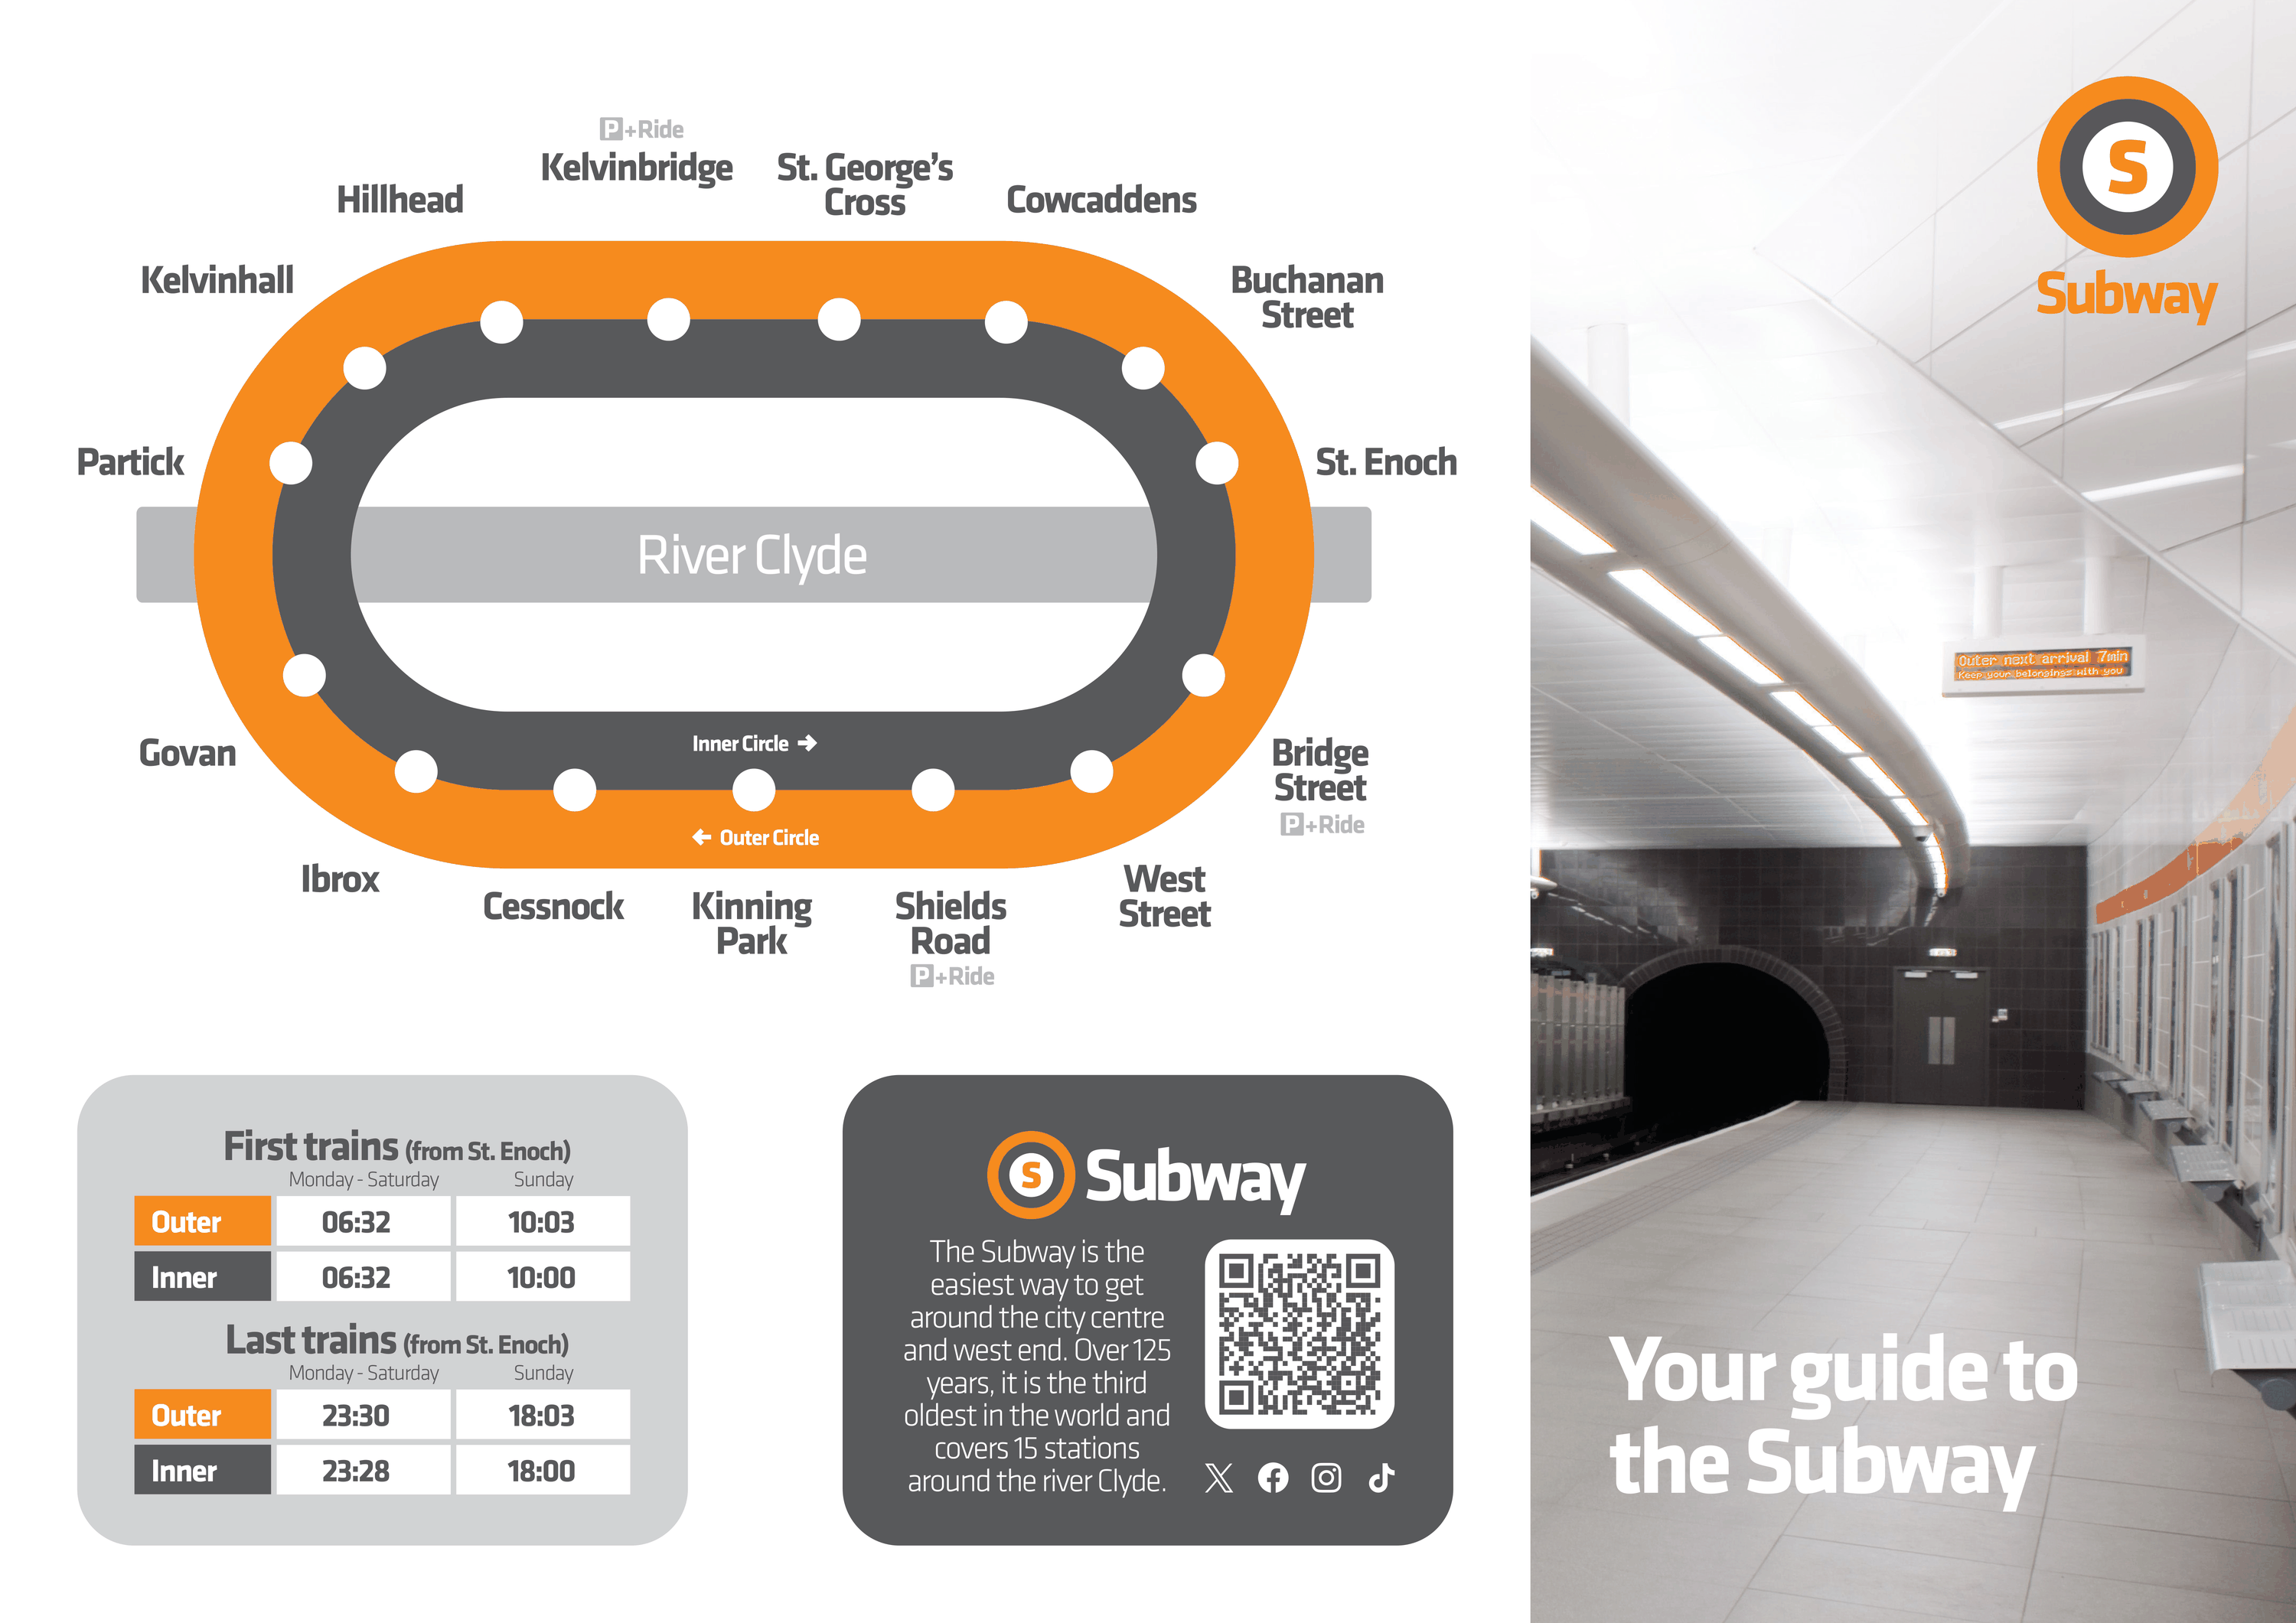 P+Ride
Kelvinbridge
St. George's
Cross
Hillhead
Cowcaddens
Kelvinhall
Buchanan
Street
Partick
St. Enoch
River Clyde
Inner Circle
Outer Circle
Govan
Bridge
Street
P+Ride
Ibrox
West
Street
Cessnock
Kinning
Park
Shields
Road
P+Ride
First trains (from St. Enoch)
Monday - Saturday Sunday
Outer 06:32 10:03
Inner 06:32 10:00
Last trains (from St. Enoch)
Monday - Saturday Sunday
Outer 23:30 18:03
Inner 23:28 18:00
S Subway
The Subway is the
easiest way to get
around the city centre
and west end. Over 125
years, it is the third
oldest in the world and
covers 15 stations
around the river Clyde.
S
Subway
Outer next arrival 7min
Keep your belongings with you
Your guide to
the Subway